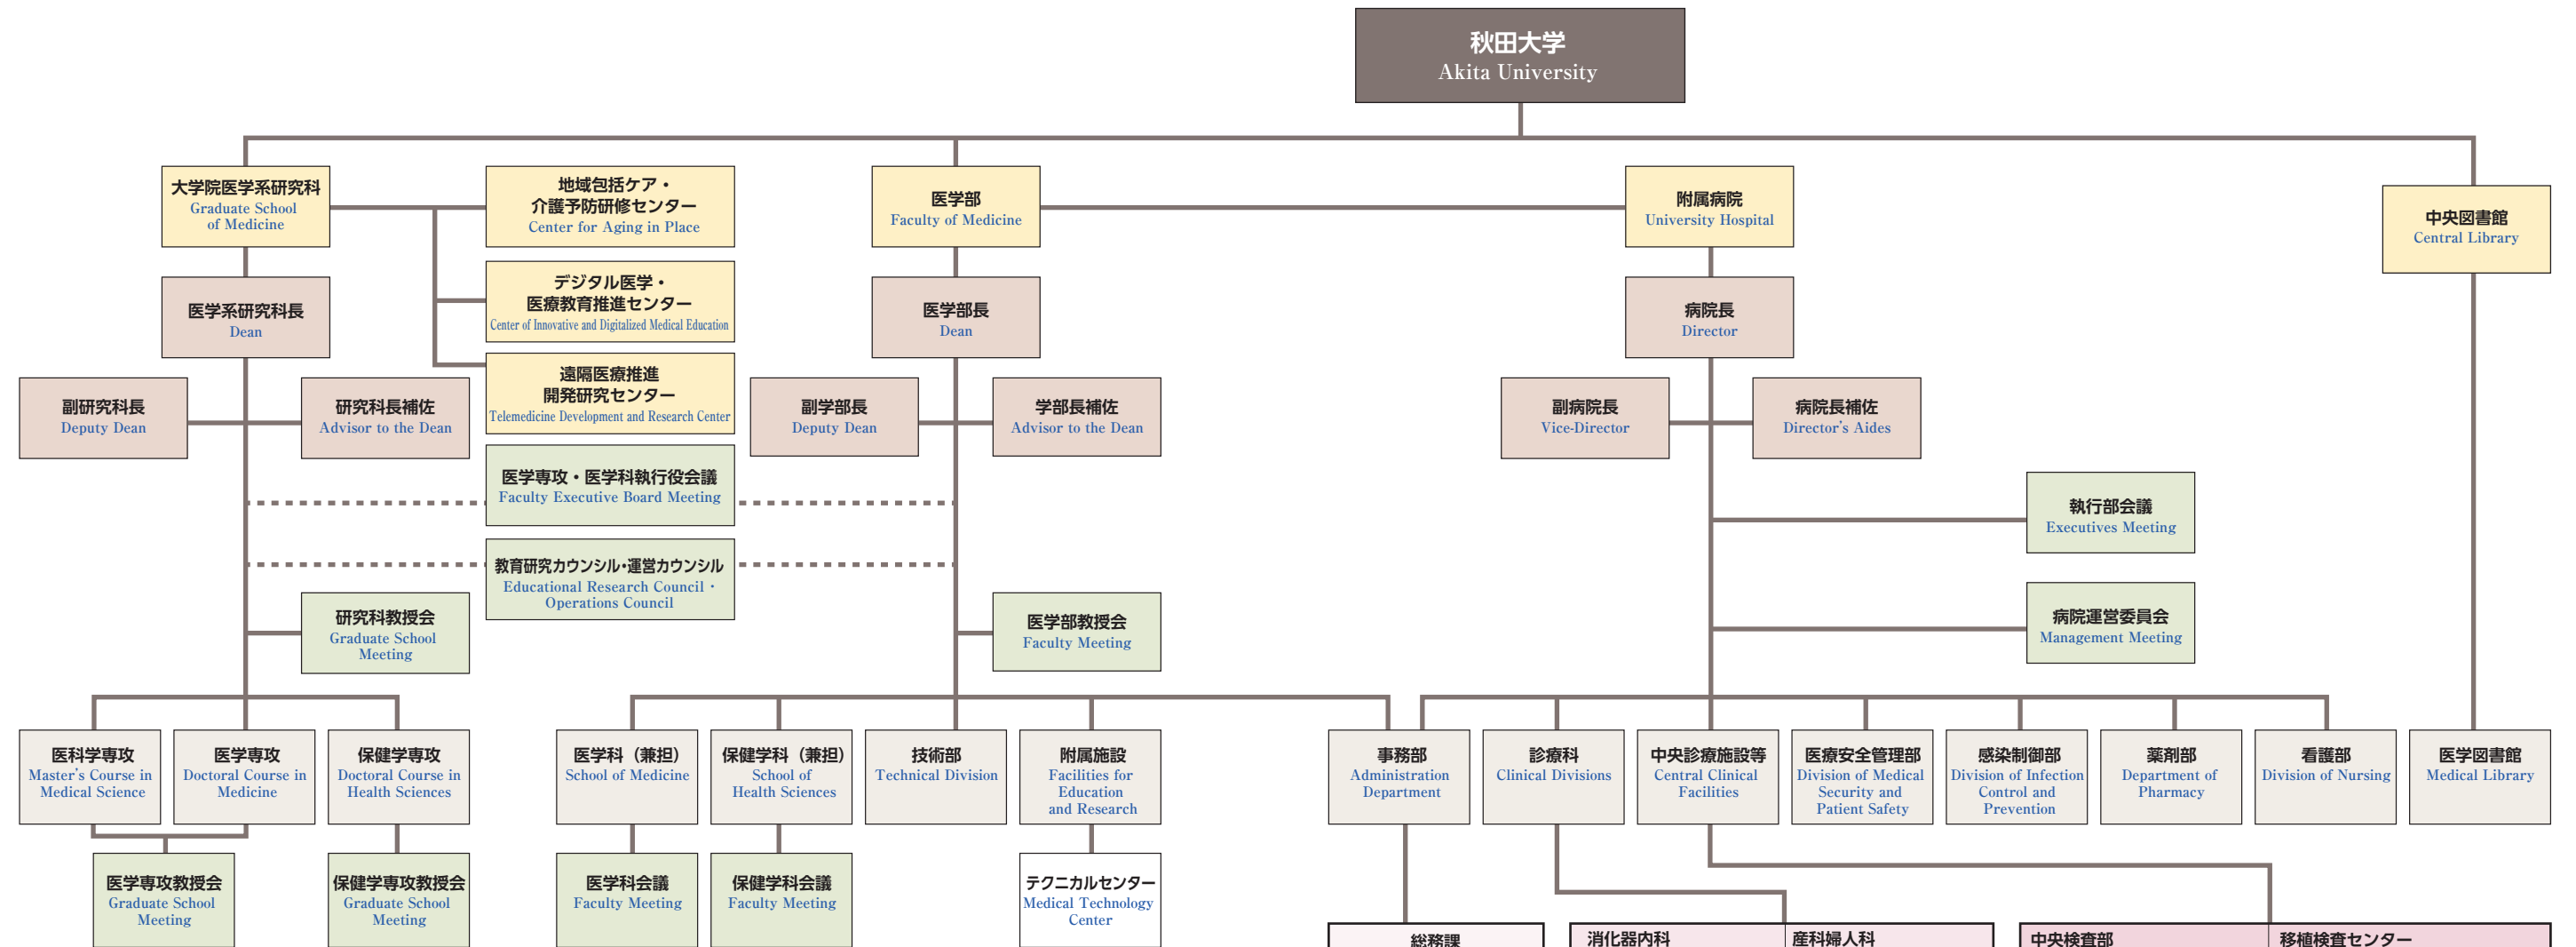 秋田大学
Akita University
大学院医学系研究科
Graduate School
of Medicine
地域包括ケア・
介護予防研修センター
Center for Aging in Place
医学部
Faculty of Medicine
附属病院
University Hospital
中央図書館
Central Library
デジタル医学・
医療教育推進センター
Center of Innovative and Digitalized Medical Education
医学系研究科長
Dean
医学部長
Dean
病院長
Director
遠隔医療推進
開発研究センター
Telemedicine Development and Research Center
副研究科長
Deputy Dean
研究科長補佐
Advisor to the Dean
副学部長
Deputy Dean
学部長補佐
Advisor to the Dean
副病院長
Vice-Director
病院長補佐
Director's Aides
医学専攻・医学科執行役会議
Faculty Executive Board Meeting
執行部会議
Executives Meeting
教育研究カウンシル・運営カウンシル
Educational Research Council・
Operations Council
研究科教授会
Graduate School
Meeting
医学部教授会
Faculty Meeting
病院運営委員会
Management Meeting
医科学専攻
Master's Course in
Medical Science
医学専攻
Doctoral Course in
Medicine
保健学専攻
Doctoral Course in
Health Sciences
医学科（兼担）
School of Medicine
保健学科（兼担）
School of
Health Sciences
技術部
Technical Division
附属施設
Facilities for
Education
and Research
事務部
Administration
Department
診療科
Clinical Divisions
中央診療施設等
Central Clinical
Facilities
医療安全管理部
Division of Medical
Security and
Patient Safety
感染制御部
Division of Infection
Control and
Prevention
薬剤部
Department of
Pharmacy
看護部
Division of Nursing
医学図書館
Medical Library
医学専攻教授会
Graduate School
Meeting
保健学専攻教授会
Graduate School
Meeting
医学科会議
Faculty Meeting
保健学科会議
Faculty Meeting
テクニカルセンター
Medical Technology
Center
総務課
消化器内科
産科婦人科
中央検査部
移植検査センター